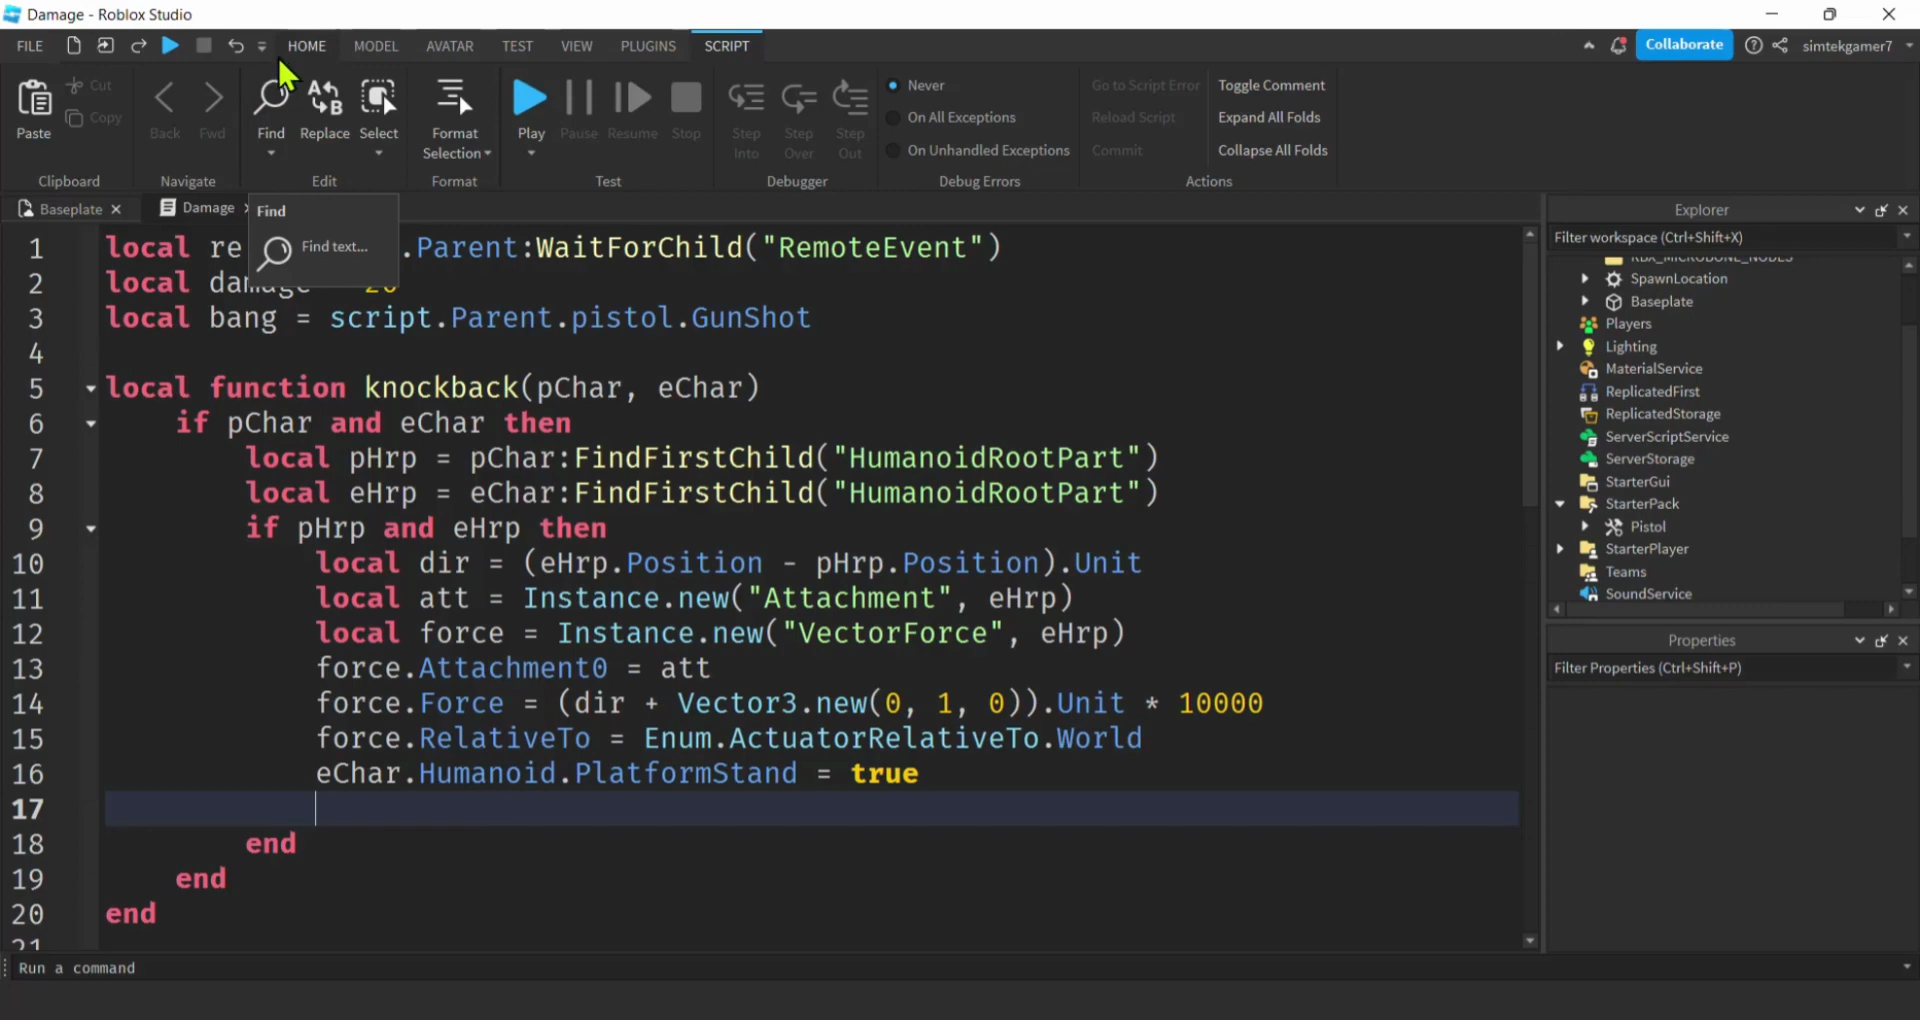 Damage - Roblox Studio
FILE HOME MODEL AVATAR TEST VIEW PLUGINS SCRIPT Collaborate simtekgamer7
Paste Cut Copy
Clipboard
Back Fwd
Navigate
Find Replace Select
Edit
Format Selection
Format
Play Pause Resume Stop
Test
Step Into Step Over Step Out
Debugger
Never
On All Exceptions
On Unhandled Exceptions
Debug Errors
Go to Script Error
Reload Script
Commit
Toggle Comment
Expand All Folds
Collapse All Folds
Actions
Baseplate Damage
Find
Find text...
1 local re .Parent:WaitForChild("RemoteEvent")
2 local damage 20
3 local bang = script.Parent.pistol.GunShot
4
5 local function knockback(pChar, eChar)
6 if pChar and eChar then
7 local pHrp = pChar:FindFirstChild("HumanoidRootPart")
8 local eHrp = eChar:FindFirstChild("HumanoidRootPart")
9 if pHrp and eHrp then
10 local dir = (eHrp.Position - pHrp.Position).Unit
11 local att = Instance.new("Attachment", eHrp)
12 local force = Instance.new("VectorForce", eHrp)
13 force.Attachment0 = att
14 force.Force = (dir + Vector3.new(0, 1, 0)).Unit * 10000
15 force.RelativeTo = Enum.ActuatorRelativeTo.World
16 eChar.Humanoid.PlatformStand = true
17
18 end
19 end
20 end
21
Explorer
Filter workspace (Ctrl+Shift+X)
RBX_MICROBONE_NODES
SpawnLocation
Baseplate
Players
Lighting
MaterialService
ReplicatedFirst
ReplicatedStorage
ServerScriptService
ServerStorage
StarterGui
StarterPack
Pistol
StarterPlayer
Teams
SoundService
Properties
Filter Properties (Ctrl+Shift+P)
Run a command